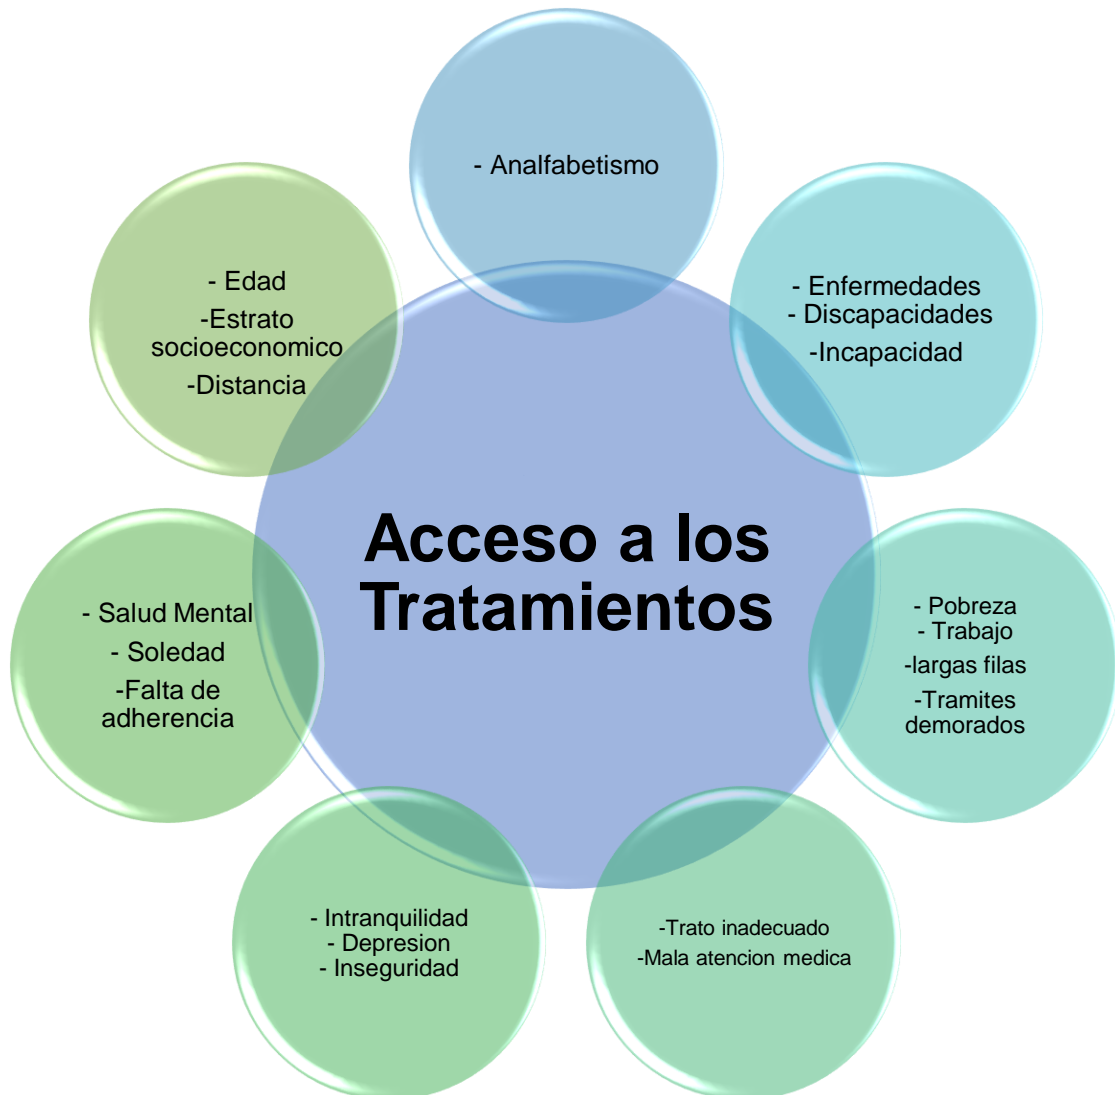 - Analfabetismo
- Enfermedades
- Discapacidades
-Incapacidad
- Pobreza
- Trabajo
-largas filas
-Tramites
demorados
-Trato inadecuado
-Mala atencion medica
- Intranquilidad
- Depresion
- Inseguridad
- Salud Mental
- Soledad
-Falta de
adherencia
- Edad
-Estrato
socioeconomico
-Distancia
Acceso a los
Tratamientos